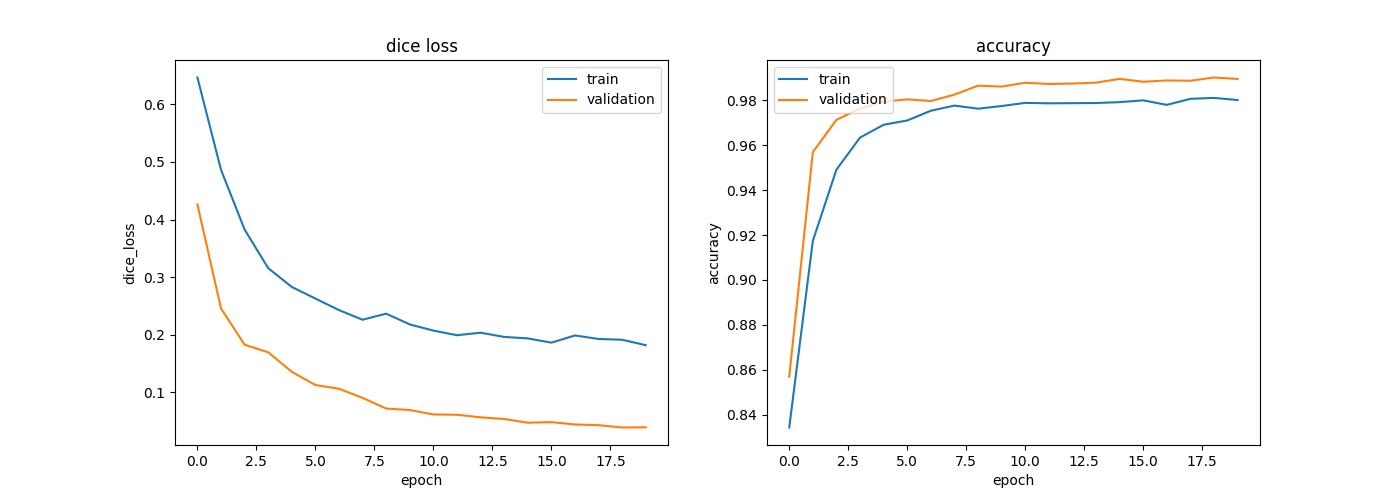 dice loss
train
validation
0.6
0.5
0.4
0.3
0.2
0.1
dice_loss
0.0 2.5 5.0 7.5 10.0 12.5 15.0 17.5
epoch
accuracy
train
validation
0.98
0.96
0.94
0.92
0.90
0.88
0.86
0.84
accuracy
0.0 2.5 5.0 7.5 10.0 12.5 15.0 17.5
epoch